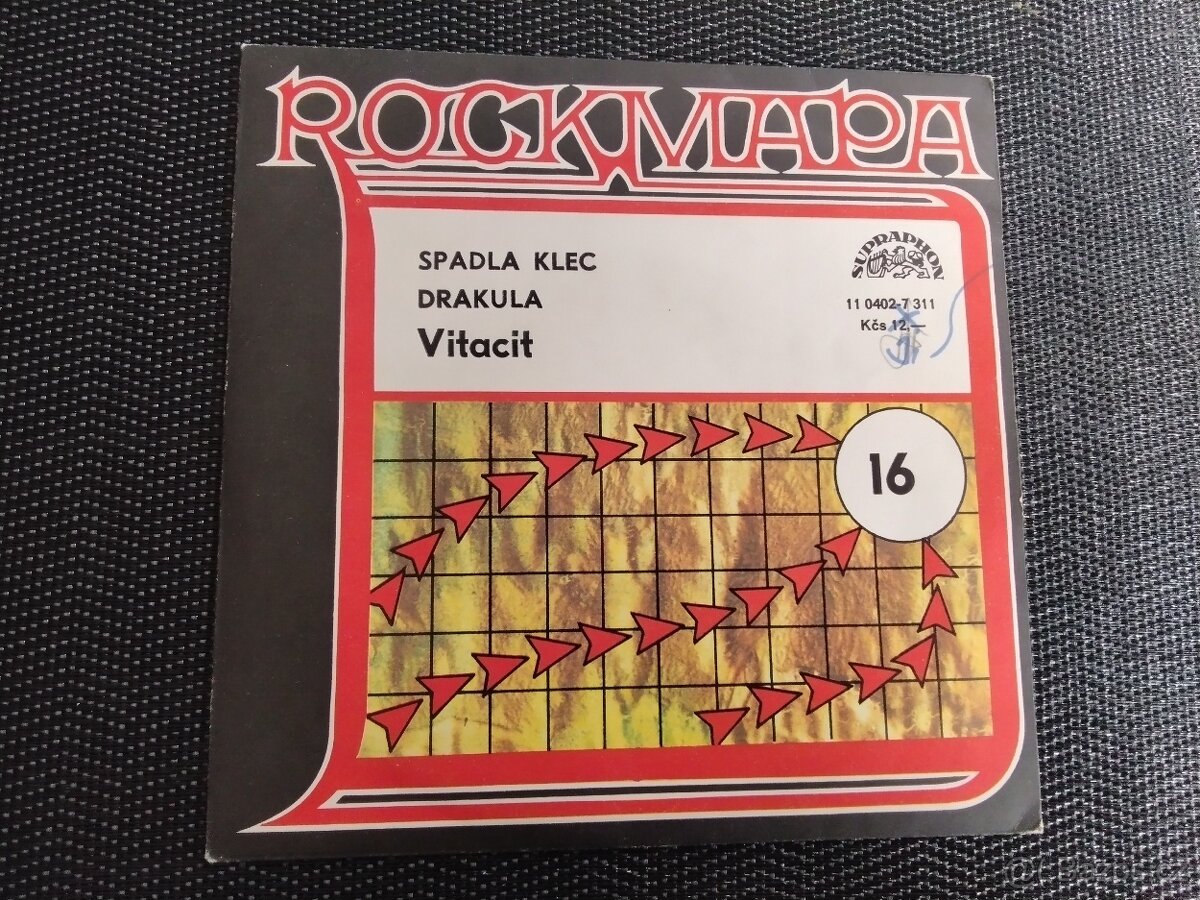 ROCKMAPA
SPADLA KLEC
DRAKULA
Vitacit
SUPRAPHON
11 0402-7 311
Kčs 12,—
16